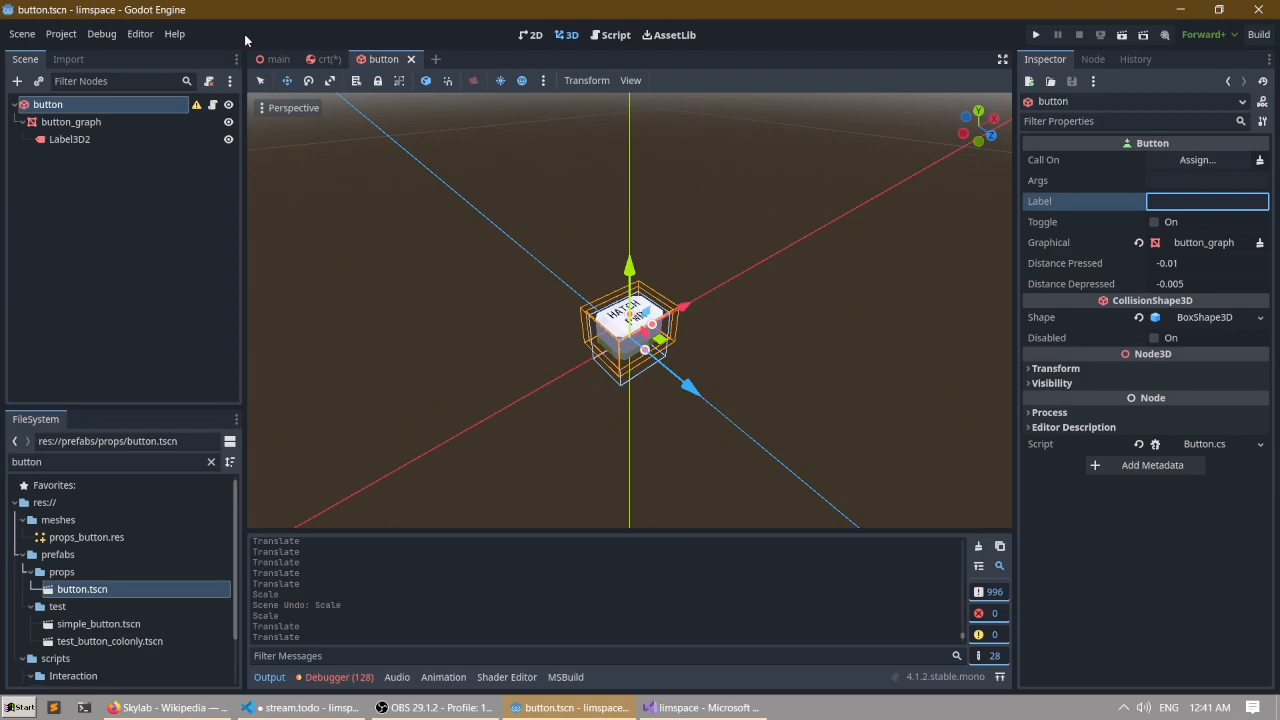 button.tscn - limspace - Godot Engine
Scene Project Debug Editor Help
2D 3D Script AssetLib
Forward+ Build
Scene Import
main crt(*) button
Inspector Node History
Filter Nodes
Transform View
button
Filter Properties
button
button_graph
Label3D2
Perspective
Y
X
Z
HATCH
Button
Call On Assign...
Args
Label
Toggle On
Graphical button_graph
Distance Pressed -0.01
Distance Depressed -0.005
CollisionShape3D
Shape BoxShape3D
Disabled On
Node3D
Transform
Visibility
Node
Process
Editor Description
Script Button.cs
Add Metadata
FileSystem
res://prefabs/props/button.tscn
button
Favorites:
res://
meshes
props_button.res
prefabs
props
button.tscn
test
simple_button.tscn
test_button_colonly.tscn
scripts
Interaction
Translate
Translate
Translate
Translate
Translate
Scale
Scene Undo: Scale
Scale
Translate
Translate
996
0
0
28
Filter Messages
Output Debugger (128) Audio Animation Shader Editor MSBuild
4.1.2.stable.mono
Start
Skylab - Wikipedia — ...
stream.todo - limsp...
OBS 29.1.2 - Profile: 1...
button.tscn - limspace...
limspace - Microsoft ...
12:41 AM